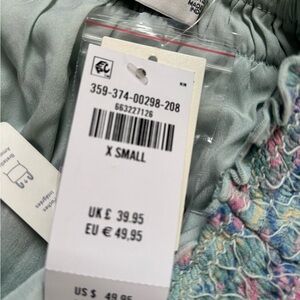 359-374-00298-208
663227126
X SMALL
UK £ 39.95
EU € 49,95
US $ 49.95